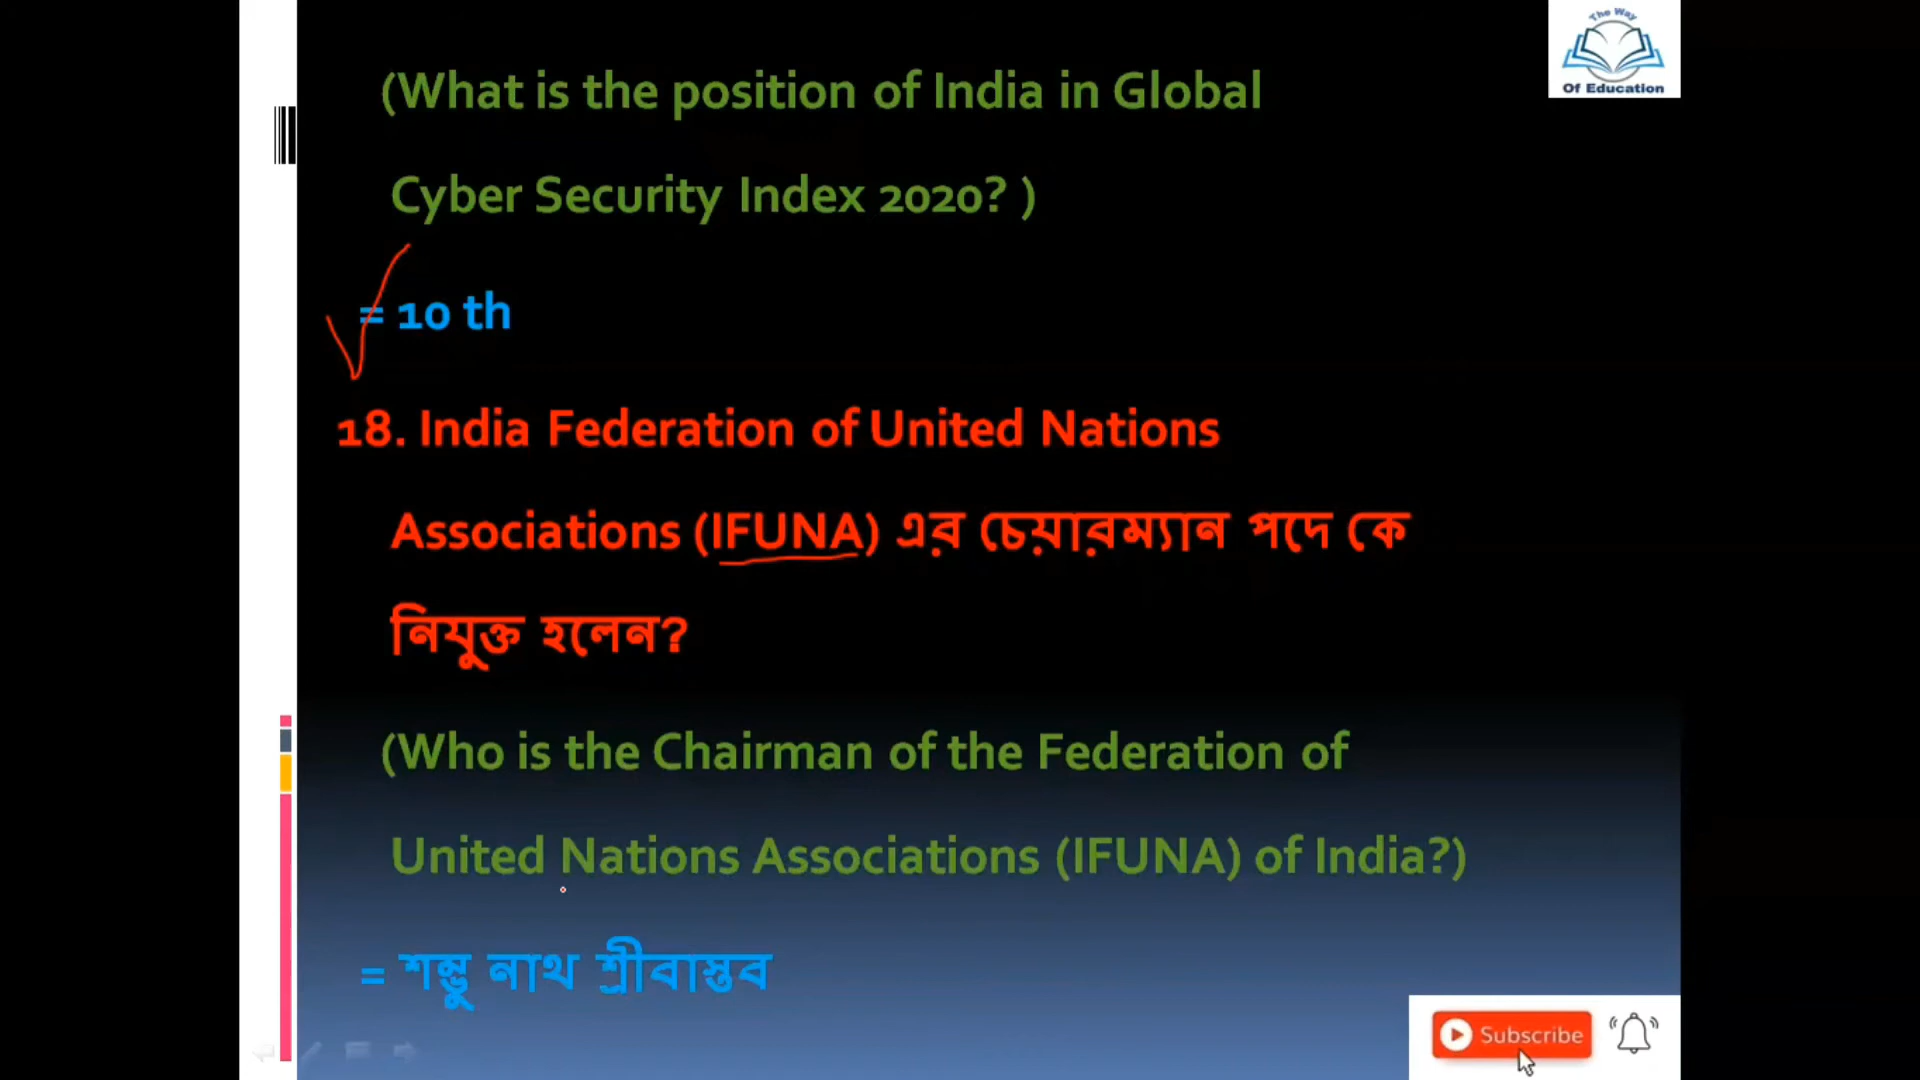 The Way
Of Education
(What is the position of India in Global
Cyber Security Index 2020? )
= 10 th
18. India Federation of United Nations
Associations (IFUNA) এর চেয়ারম্যান পদে কে
নিযুক্ত হলেন?
(Who is the Chairman of the Federation of
United Nations Associations (IFUNA) of India?)
= শম্ভু নাথ শ্রীবাস্তব
Subscribe